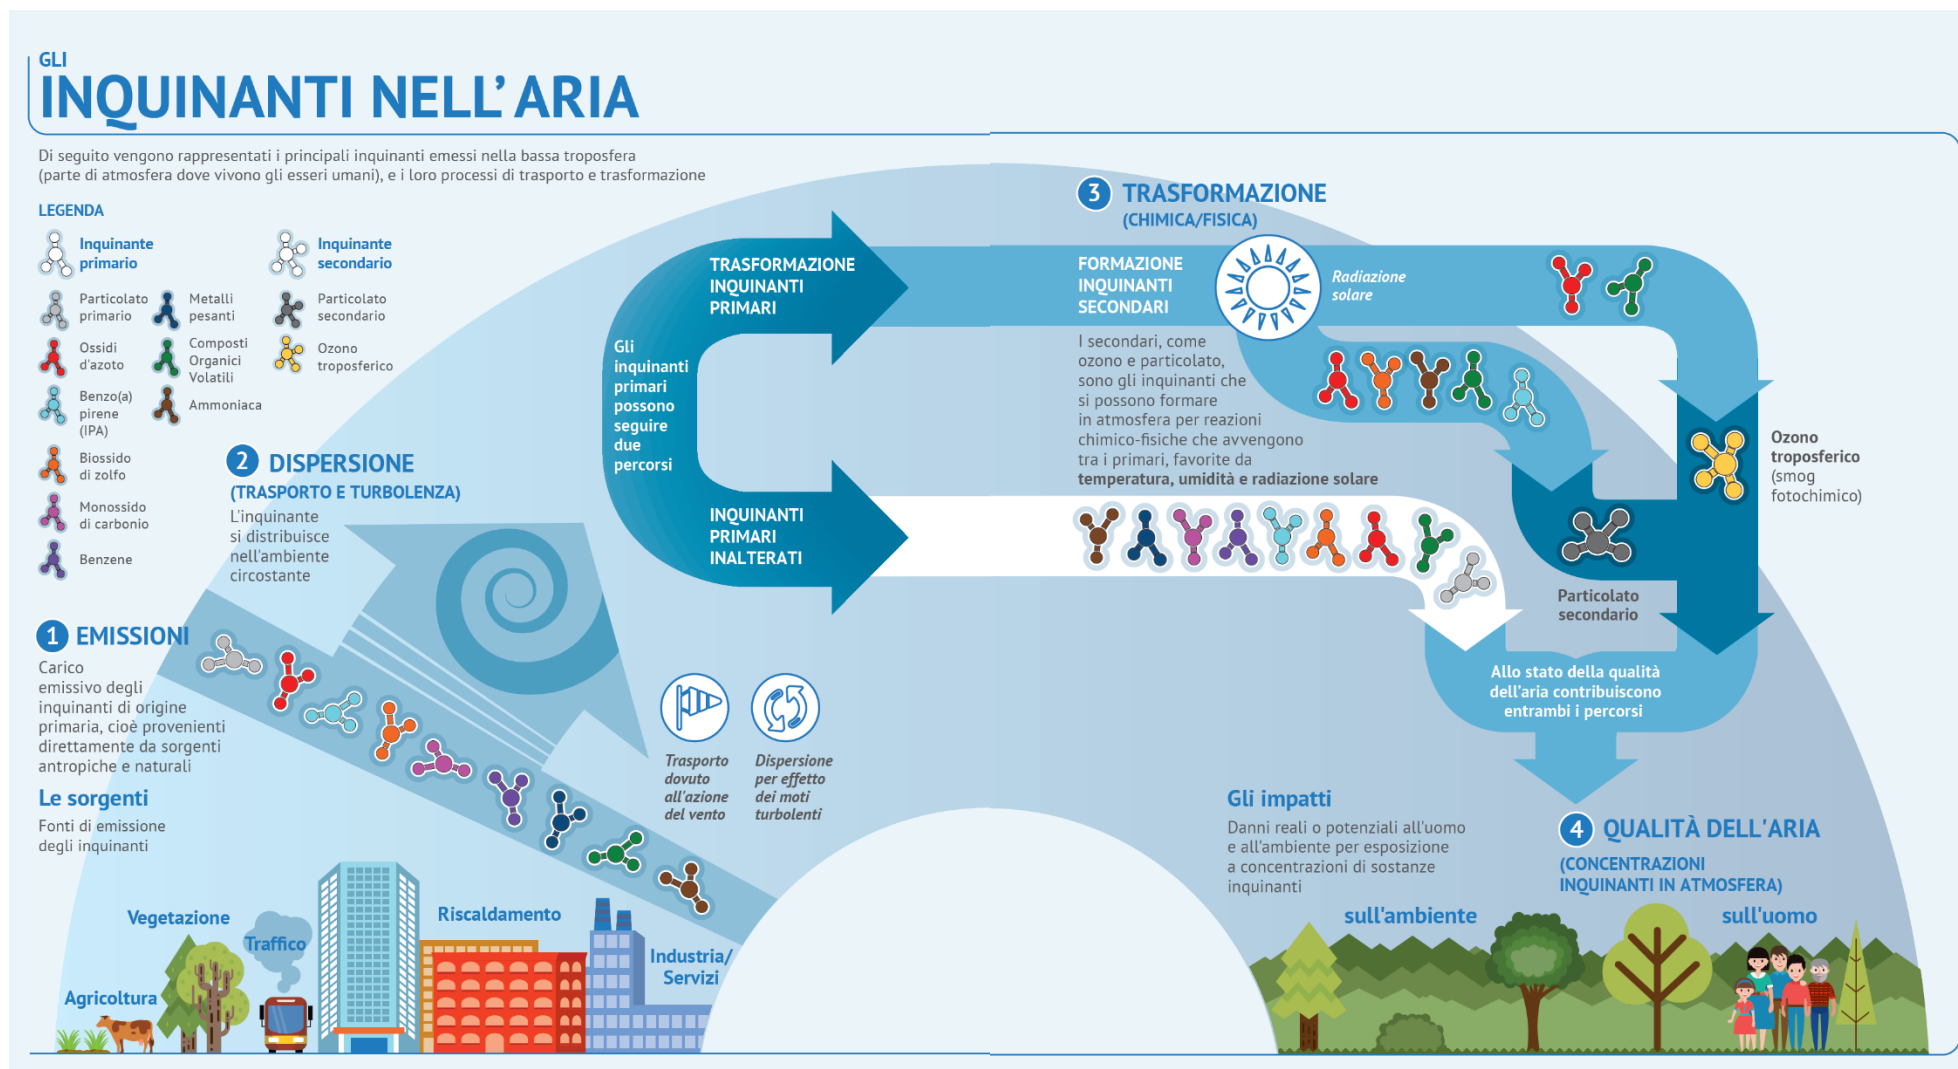 GLI
INQUINANTI NELL' ARIA
Di seguito vengono rappresentati i principali inquinanti emessi nella bassa troposfera
(parte di atmosfera dove vivono gli esseri umani), e i loro processi di trasporto e trasformazione
LEGENDA
Inquinante
primario
Inquinante
secondario
Particolato
primario
Metalli
pesanti
Particolato
secondario
Ossidi
d'azoto
Composti
Organici
Volatili
Ozono
troposferico
Benzo(a)
pirene
(IPA)
Ammoniaca
Biossido
di zolfo
Monossido
di carbonio
Benzene
1 EMISSIONI
Carico
emissivo degli
inquinanti di origine
primaria, cioè provenienti
direttamente da sorgenti
antropiche e naturali
Le sorgenti
Fonti di emissione
degli inquinanti
Agricoltura
Vegetazione
Traffico
Riscaldamento
Industria/
Servizi
2 DISPERSIONE
(TRASPORTO E TURBOLENZA)
L'inquinante
si distribuisce
nell'ambiente
circostante
Trasporto
dovuto
all'azione
del vento
Dispersione
per effetto
dei moti
turbolenti
Gli
inquinanti
primari
possono
seguire
due
percorsi
TRASFORMAZIONE
INQUINANTI
PRIMARI
INQUINANTI
PRIMARI
INALTERATI
3 TRASFORMAZIONE
(CHIMICA/FISICA)
FORMAZIONE
INQUINANTI
SECONDARI
Radiazione
solare
I secondari, come
ozono e particolato,
sono gli inquinanti che
si possono formare
in atmosfera per reazioni
chimico-fisiche che avvengono
tra i primari, favorite da
temperatura, umidità e radiazione solare
Ozono
troposferico
(smog
fotochimico)
Particolato
secondario
Allo stato della qualità
dell'aria contribuiscono
entrambi i percorsi
4 QUALITÀ DELL'ARIA
(CONCENTRAZIONI
INQUINANTI IN ATMOSFERA)
Gli impatti
Danni reali o potenziali all'uomo
e all'ambiente per esposizione
a concentrazioni di sostanze
inquinanti
sull'ambiente
sull'uomo